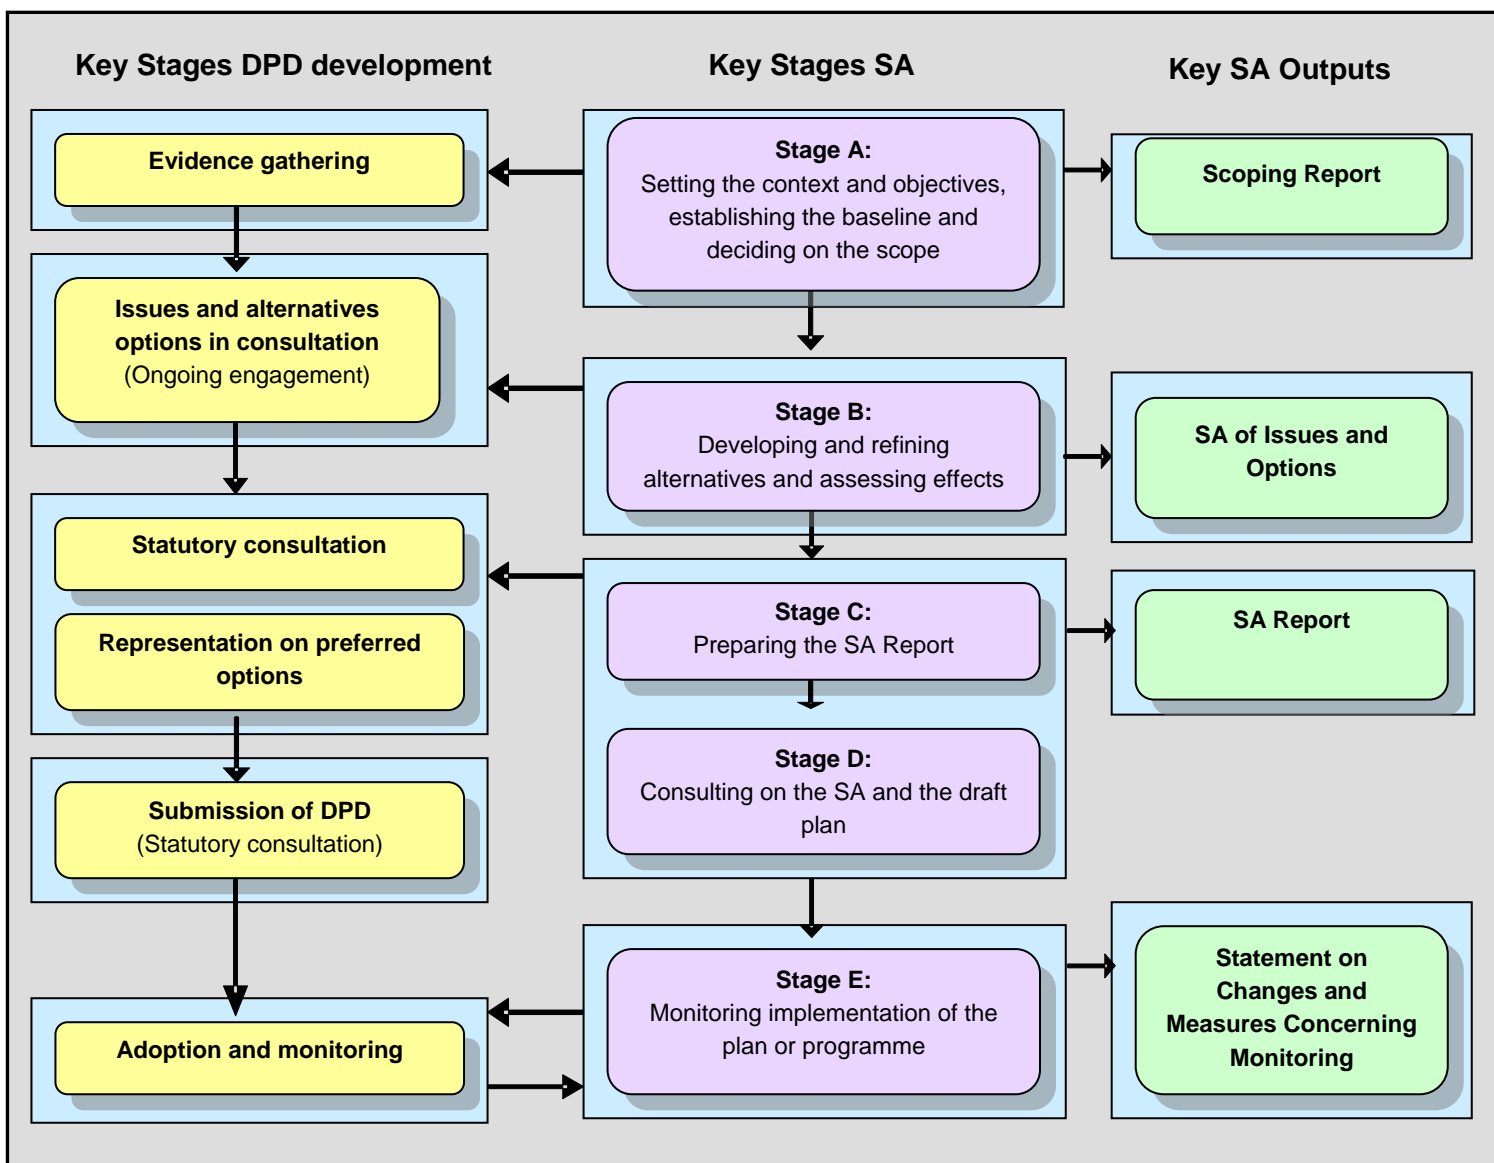 Key Stages DPD development
Key Stages SA
Key SA Outputs
Evidence gathering
Stage A:
Setting the context and objectives,
establishing the baseline and
deciding on the scope
Scoping Report
Issues and alternatives
options in consultation
(Ongoing engagement)
Stage B:
Developing and refining
alternatives and assessing effects
SA of Issues and
Options
Statutory consultation
Representation on preferred
options
Stage C:
Preparing the SA Report
SA Report
Stage D:
Consulting on the SA and the draft
plan
Submission of DPD
(Statutory consultation)
Stage E:
Monitoring implementation of the
plan or programme
Statement on
Changes and
Measures Concerning
Monitoring
Adoption and monitoring